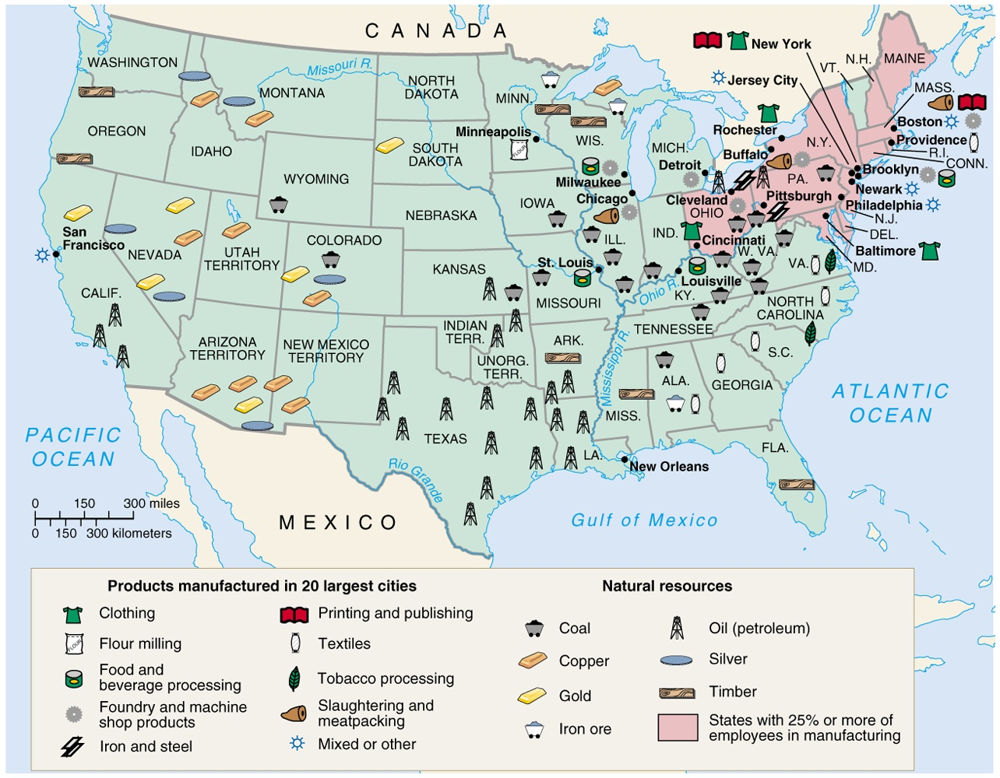 CANADA
New York
Jersey City
WASHINGTON
Missouri R.
MONTANA
NORTH
DAKOTA
MINN.
VT.
N.H.
MAINE
MASS.
OREGON
IDAHO
Minneapolis
FLOUR
WIS.
MICH.
Rochester
Boston
Providence
R.I.
CONN.
WYOMING
SOUTH
DAKOTA
Milwaukee
Detroit
Buffalo
N.Y.
PA.
Brooklyn
Newark
Philadelphia
N.J.
DEL.
Baltimore
MD.
NEBRASKA
IOWA
Chicago
Cleveland
OHIO
Pittsburgh
San
Francisco
NEVADA
UTAH
TERRITORY
COLORADO
KANSAS
ILL.
IND.
Cincinnati
W. VA.
VA.
St. Louis
MISSOURI
Ohio R.
Louisville
KY.
CALIF.
ARIZONA
TERRITORY
NEW MEXICO
TERRITORY
INDIAN
TERR.
UNORG.
TERR.
ARK.
TENNESSEE
NORTH
CAROLINA
S.C.
Mississippi R.
MISS.
ALA.
GEORGIA
ATLANTIC
OCEAN
PACIFIC
OCEAN
TEXAS
LA.
New Orleans
FLA.
Rio Grande
0 150 300 miles
0 150 300 kilometers
MEXICO
Gulf of Mexico
Products manufactured in 20 largest cities
Clothing
FLOUR
Flour milling
Food and
beverage processing
Foundry and machine
shop products
Iron and steel
Printing and publishing
Textiles
Tobacco processing
Slaughtering and
meatpacking
Mixed or other
Natural resources
Coal
Copper
Gold
Iron ore
Oil (petroleum)
Silver
Timber
States with 25% or more of
employees in manufacturing